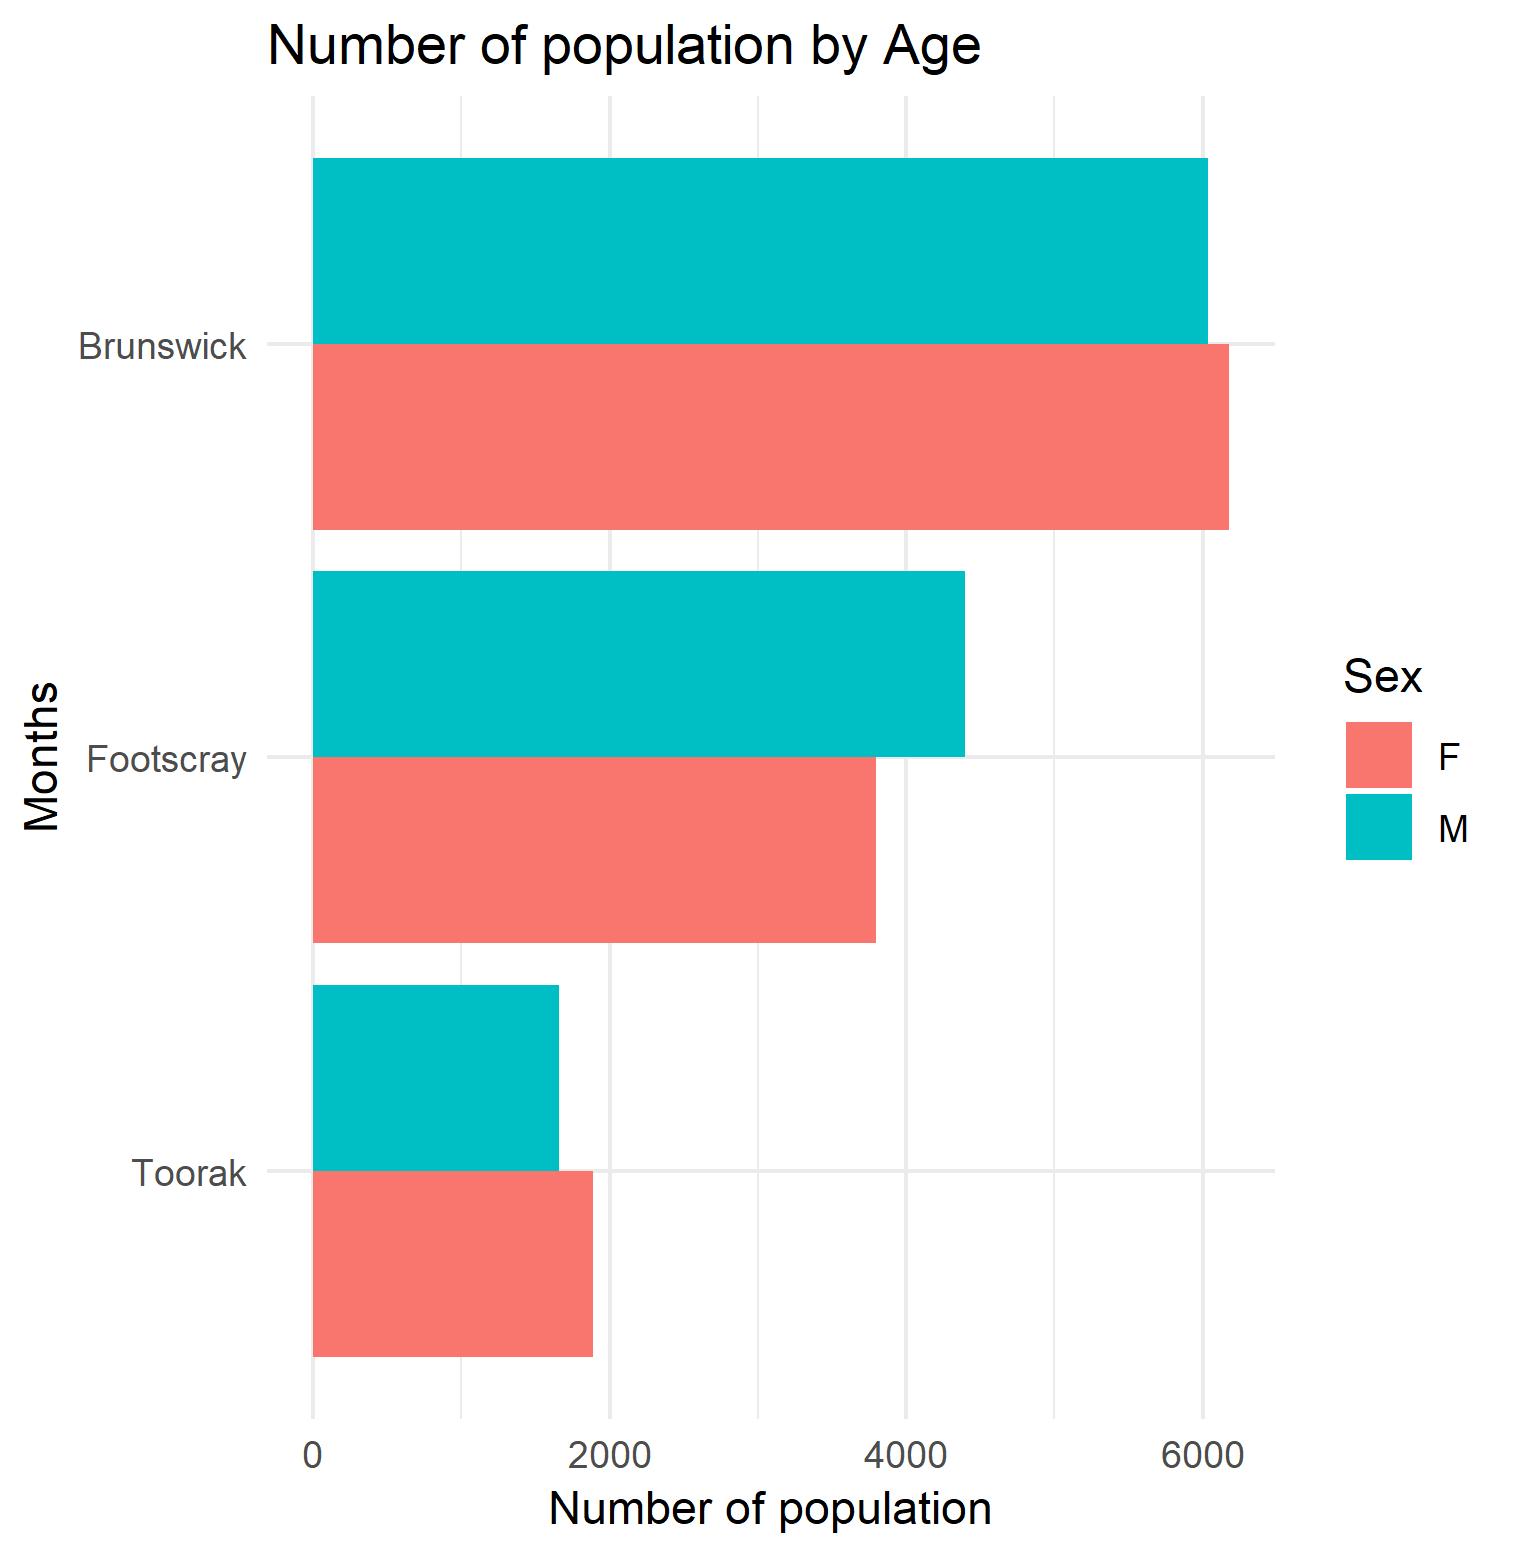 Number of population by Age
Brunswick
Footscray
Toorak
Months
0 2000 4000 6000
Number of population
Sex
F
M